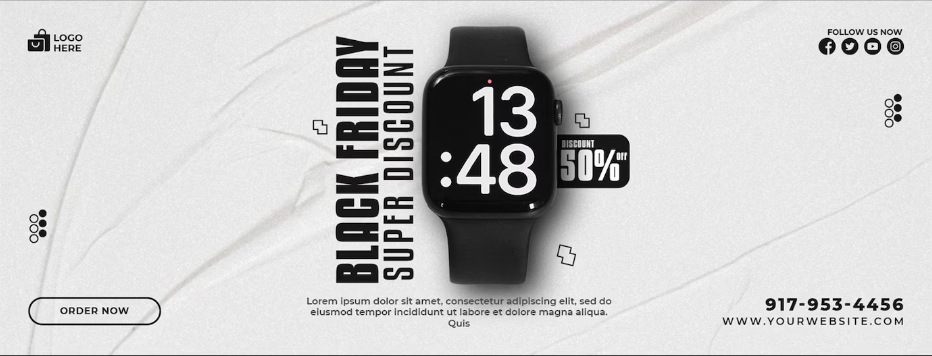 LOGO
HERE
FOLLOW US NOW
BLACK FRIDAY
SUPER DISCOUNT
13
:48
DISCOUNT
50% OFF
Lorem ipsum dolor sit amet, consectetur adipiscing elit, sed do
eiusmod tempor incididunt ut labore et dolore magna aliqua.
Quis
ORDER NOW
917-953-4456
WWW.YOURWEBSITE.COM